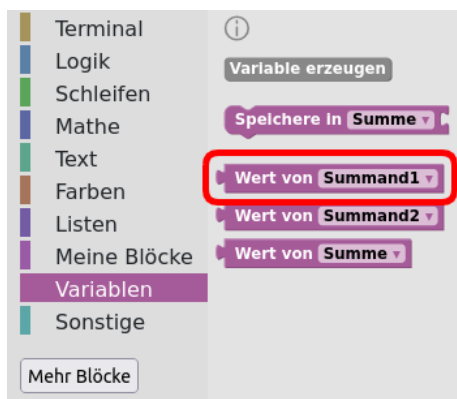 Terminal
Logik
Schleifen
Mathe
Text
Farben
Listen
Meine Blöcke
Variablen
Sonstige
Mehr Blöcke
Variable erzeugen
Speichere in Summe
Wert von Summand1
Wert von Summand2
Wert von Summe